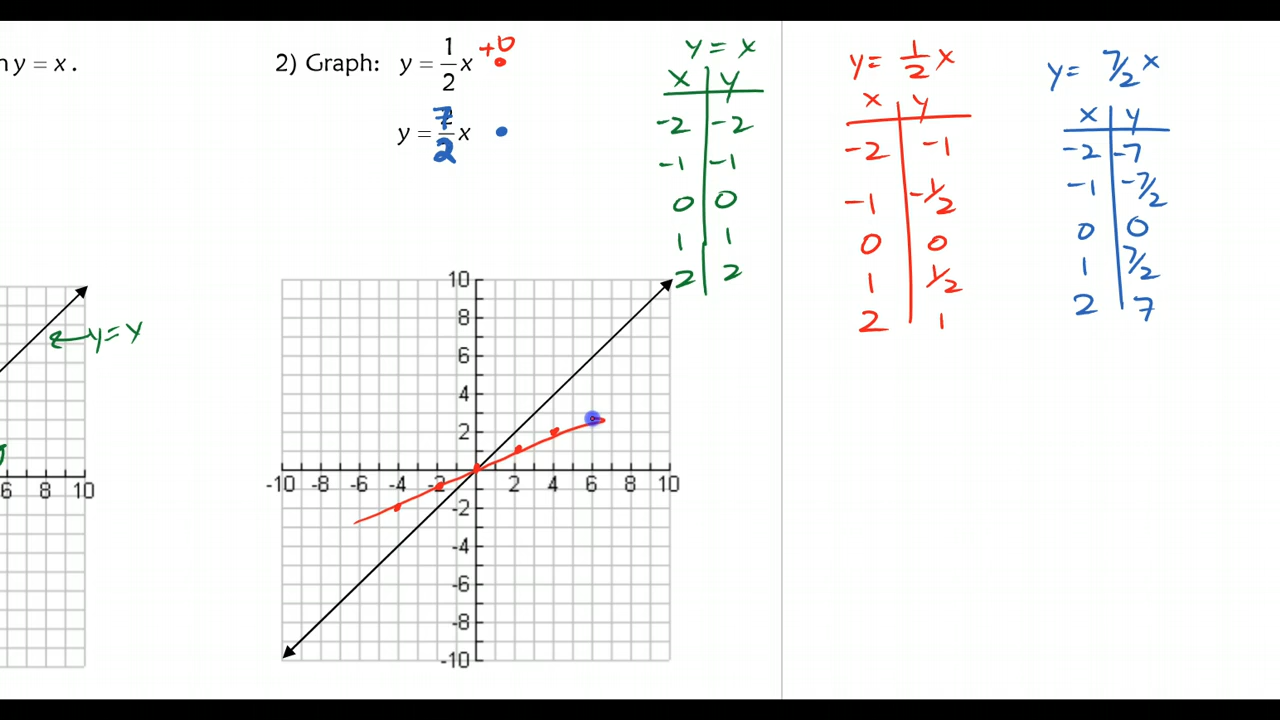 n y = x .
y = x
6 8 10
2) Graph: y = 1/2 x +0
y = 7/2 x
10
8
6
4
2
-10 -8 -6 -4 -2 2 4 6 8 10
-2
-4
-6
-8
-10
y = x
x y
-2 -2
-1 -1
0 0
1 1
2 2
y = 1/2 x
x y
-2 -1
-1 -1/2
0 0
1 1/2
2 1
y = 7/2 x
x y
-2 -7
-1 -7/2
0 0
1 7/2
2 7